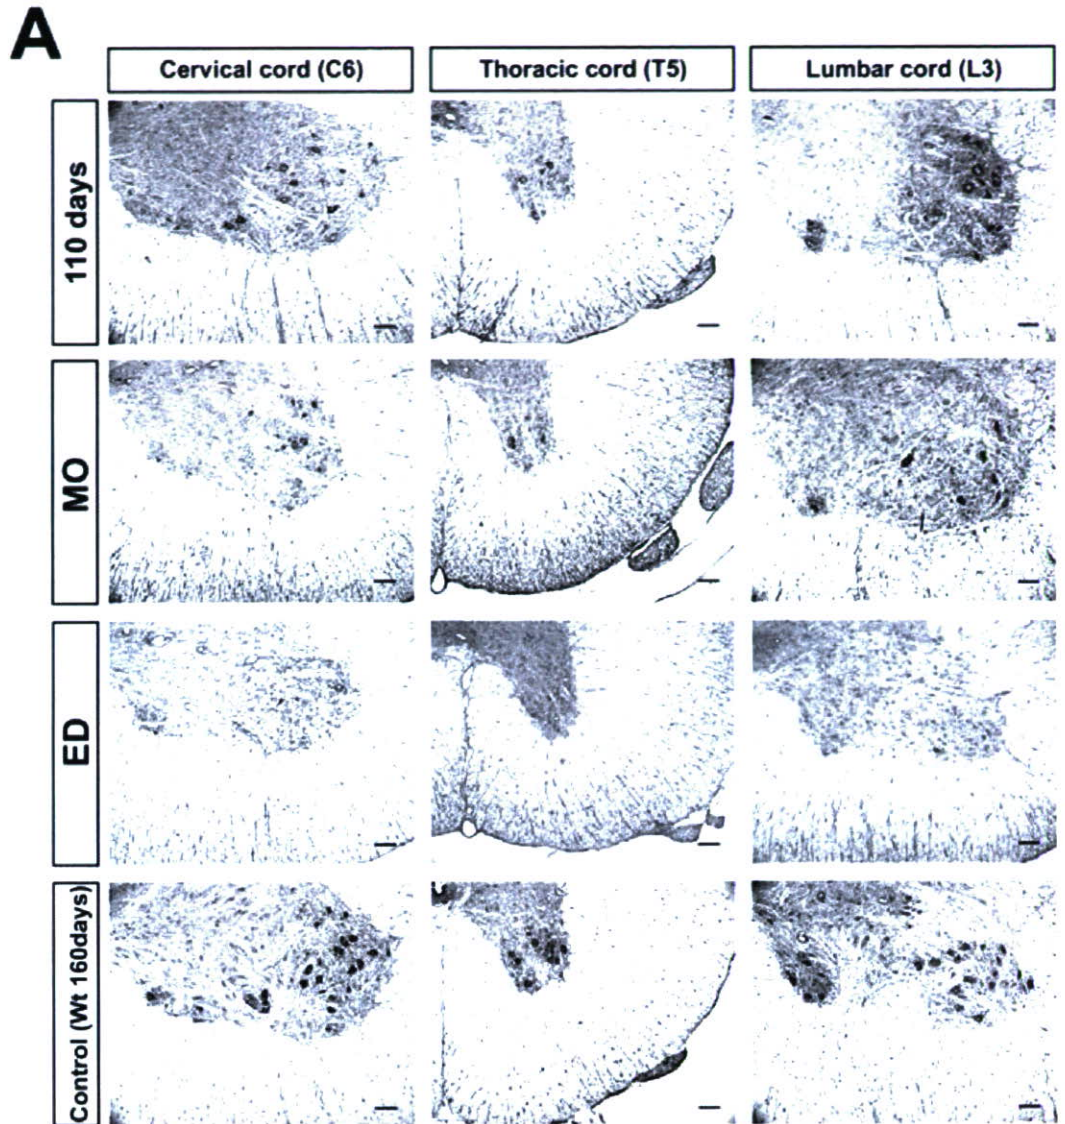 A
Cervical cord (C6)
Thoracic cord (T5)
Lumbar cord (L3)
110 days
MO
ED
Control (Wt 160days)